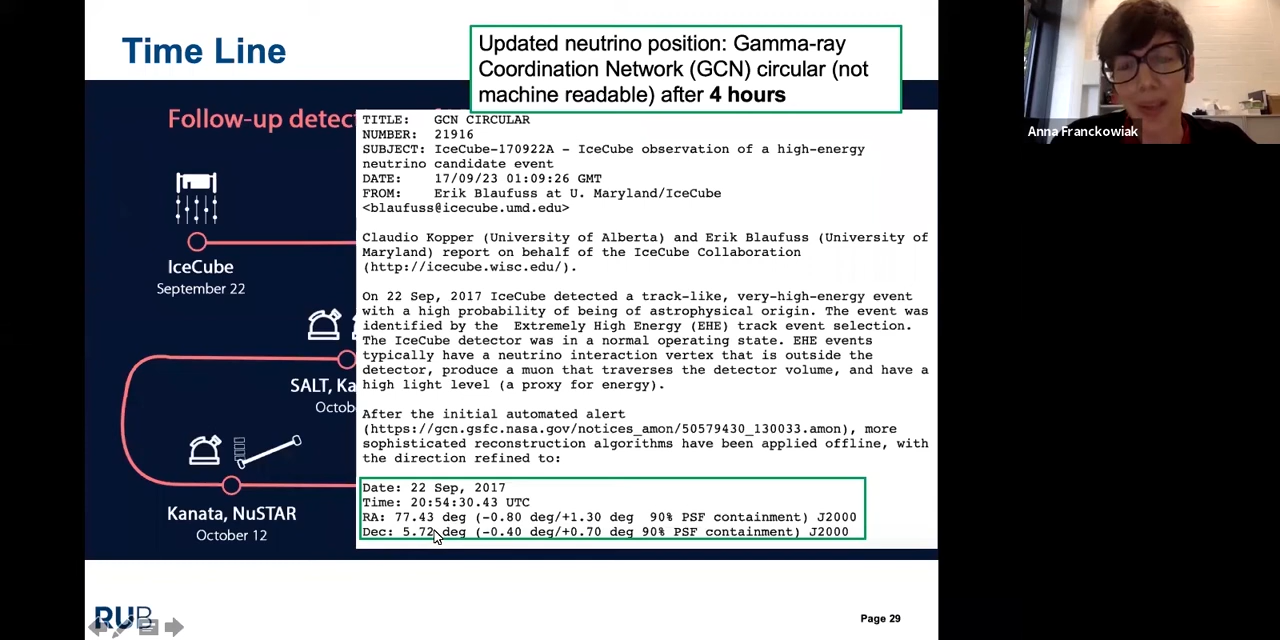 Time Line
Updated neutrino position: Gamma-ray
Coordination Network (GCN) circular (not
machine readable) after 4 hours
Anna Franckowiak
Follow-up detec
IceCube
September 22
SALT, Ka
Octob
Kanata, NuSTAR
October 12
TITLE: GCN CIRCULAR
NUMBER: 21916
SUBJECT: IceCube-170922A - IceCube observation of a high-energy
neutrino candidate event
DATE: 17/09/23 01:09:26 GMT
FROM: Erik Blaufuss at U. Maryland/IceCube
<blaufuss@icecube.umd.edu>
Claudio Kopper (University of Alberta) and Erik Blaufuss (University of
Maryland) report on behalf of the IceCube Collaboration
(http://icecube.wisc.edu/).
On 22 Sep, 2017 IceCube detected a track-like, very-high-energy event
with a high probability of being of astrophysical origin. The event was
identified by the Extremely High Energy (EHE) track event selection.
The IceCube detector was in a normal operating state. EHE events
typically have a neutrino interaction vertex that is outside the
detector, produce a muon that traverses the detector volume, and have a
high light level (a proxy for energy).
After the initial automated alert
(https://gcn.gsfc.nasa.gov/notices_amon/50579430_130033.amon), more
sophisticated reconstruction algorithms have been applied offline, with
the direction refined to:
Date: 22 Sep, 2017
Time: 20:54:30.43 UTC
RA: 77.43 deg (-0.80 deg/+1.30 deg 90% PSF containment) J2000
Dec: 5.72 deg (-0.40 deg/+0.70 deg 90% PSF containment) J2000
RUB
Page 29